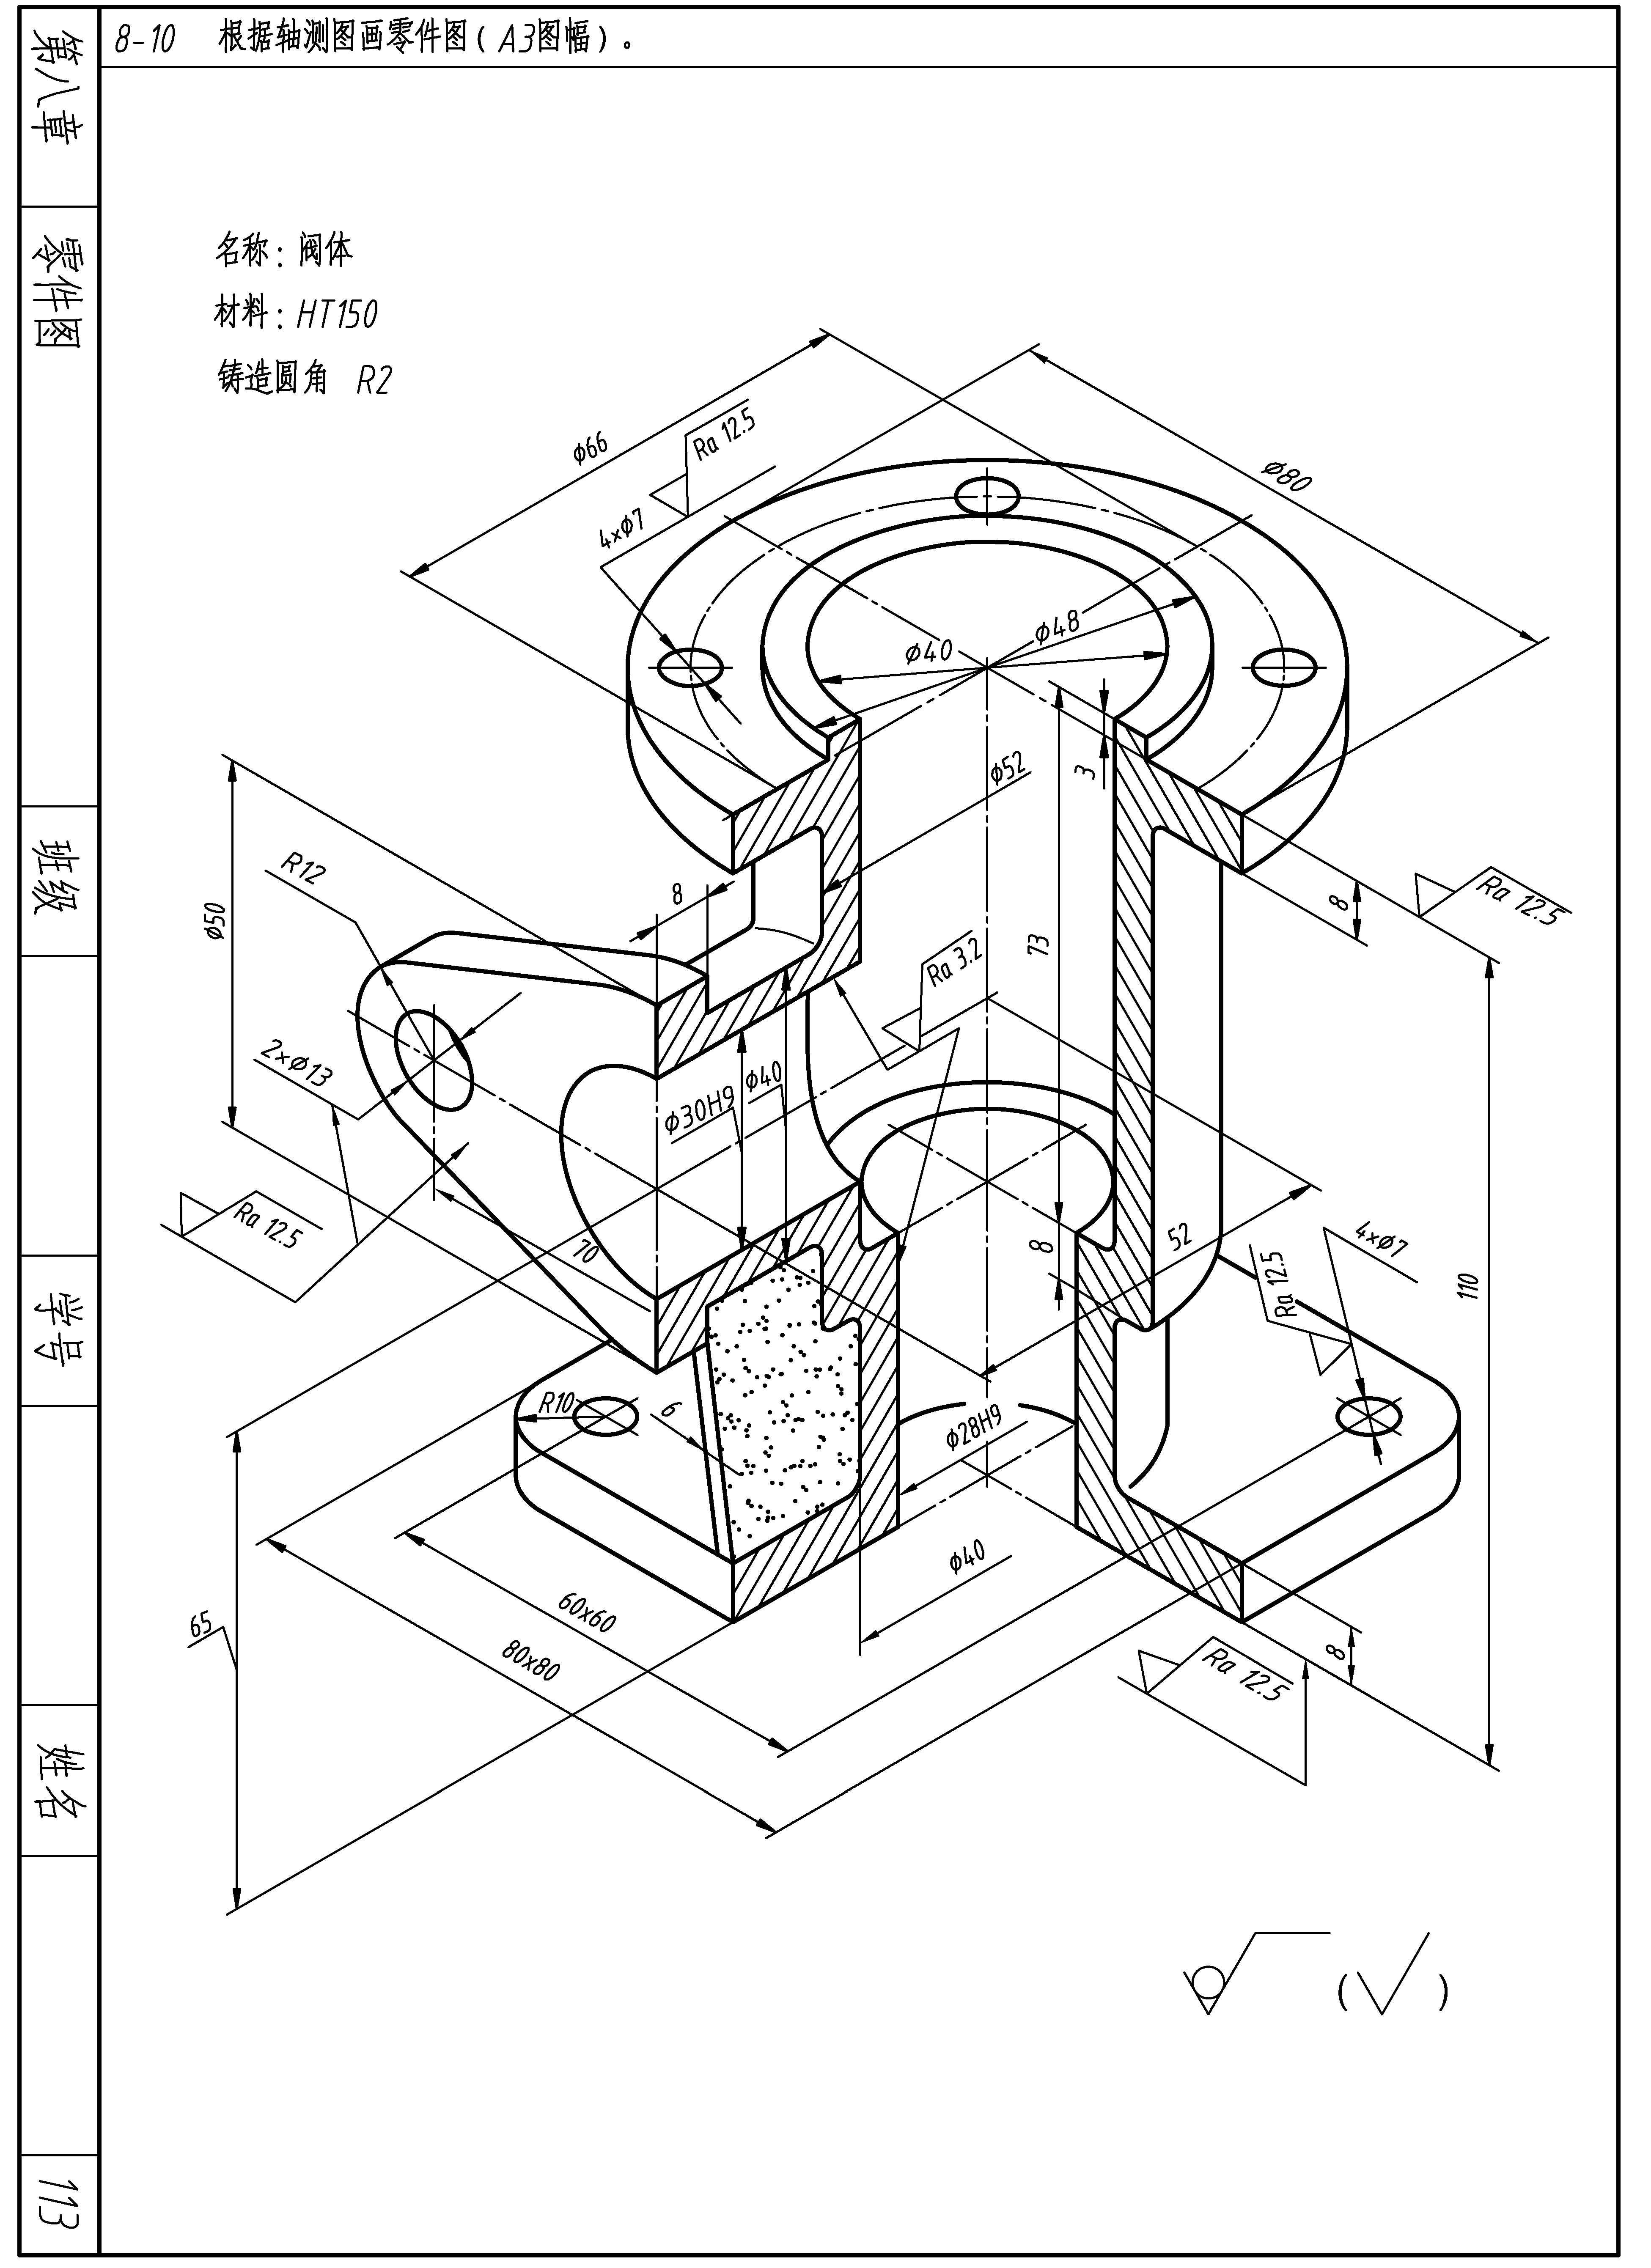 8-10 根据轴测图画零件图(A3图幅)。
第八章
零件图
班级
学号
姓名
113
名称: 阀体
材料: HT150
铸造圆角 R2
φ66
Ra 12.5
φ80
4×φ7
φ48
φ40
3
φ52
R12
8
φ50
73
8
Ra 12.5
Ra 3.2
2×φ13
φ30H9
φ40
Ra 12.5
70
8
52
Ra 12.5
4×φ7
110
R10
6
φ28H9
φ40
65
60×60
80×80
8
Ra 12.5
( )